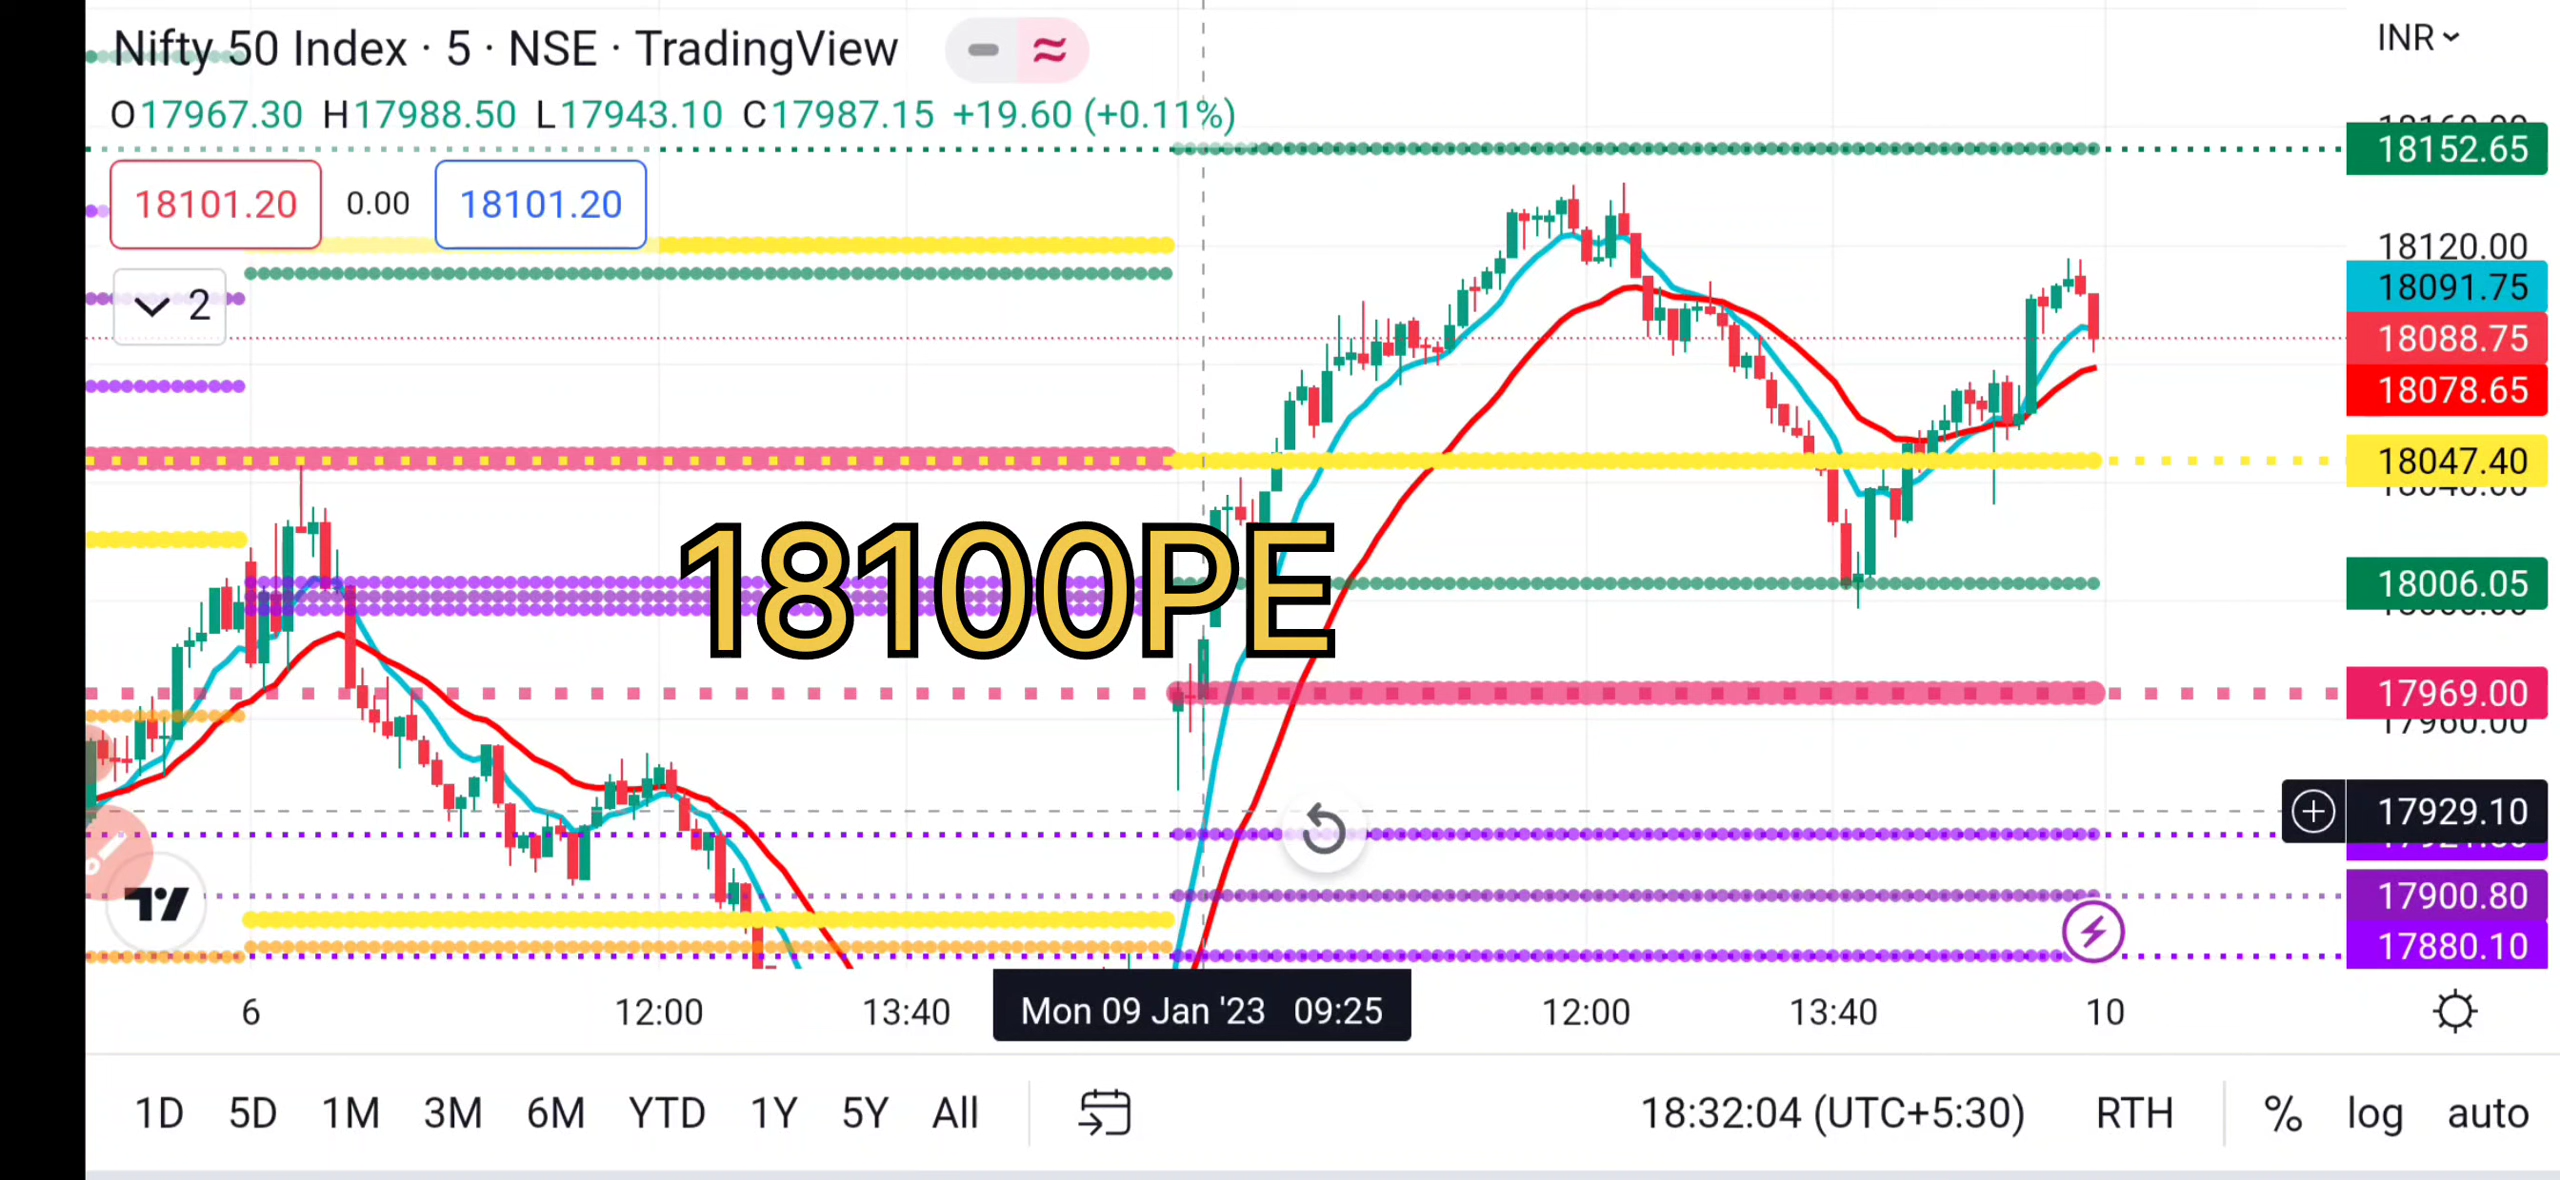 Nifty 50 Index · 5 · NSE · TradingView
INR
O17967.30 H17988.50 L17943.10 C17987.15 +19.60 (+0.11%)
18152.65
18101.20 0.00 18101.20
18120.00
18091.75
2
18088.75
18078.65
18047.40
18100PE
18006.05
17969.00
17960.00
17929.10
17900.80
17880.10
6 12:00 13:40 Mon 09 Jan '23 09:25 12:00 13:40 10
1D 5D 1M 3M 6M YTD 1Y 5Y All 18:32:04 (UTC+5:30) RTH % log auto